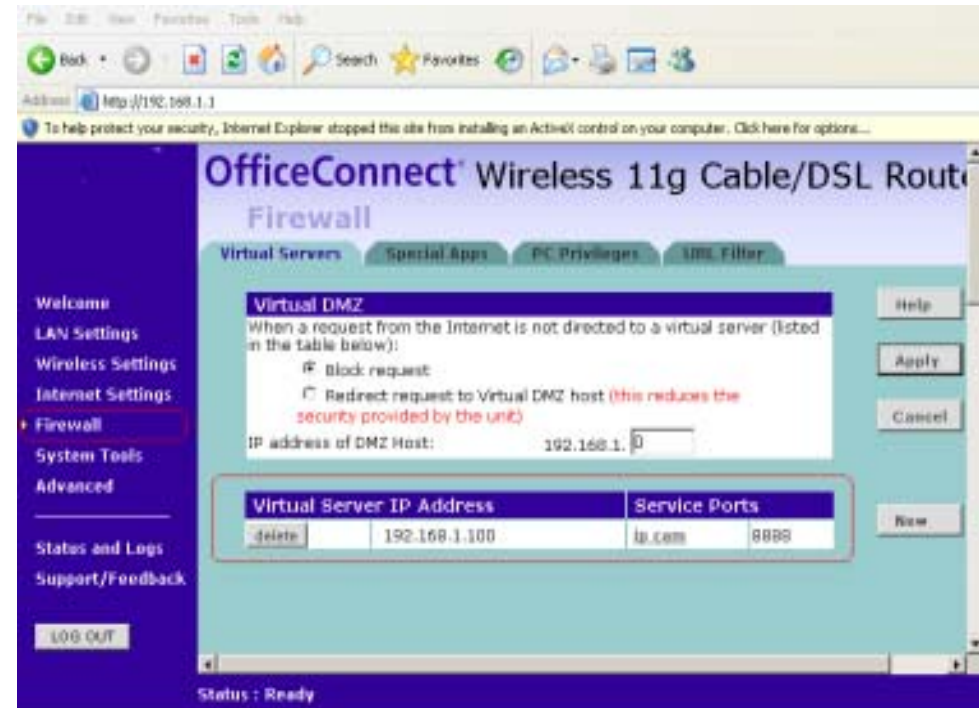 File Edit View Favorites Tools Help
Back Search Favorites
Address http://192.168.1.1
To help protect your security, Internet Explorer stopped this site from installing an ActiveX control on your computer. Click here for options...
OfficeConnect Wireless 11g Cable/DSL Route
Firewall
Virtual Servers Special Apps PC Privileges URL Filter
Welcome
LAN Settings
Wireless Settings
Internet Settings
Firewall
System Tools
Advanced
Status and Logs
Support/Feedback
LOG OUT
Virtual DMZ
When a request from the Internet is not directed to a virtual server (listed
in the table below):
Block request
Redirect request to Virtual DMZ host (this reduces the
security provided by the unit)
IP address of DMZ Host: 192.168.1. 0
Virtual Server IP Address Service Ports
delete 192.168.1.100
Help
Apply
Cancel
New
Status : Ready